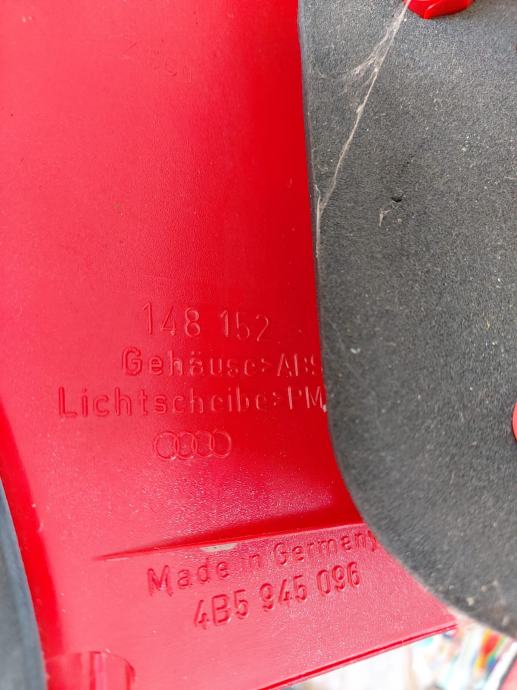 148 152
Gehäuse>ABS
Lichtscheibe>PM
Made in Germany
4B5 945 096